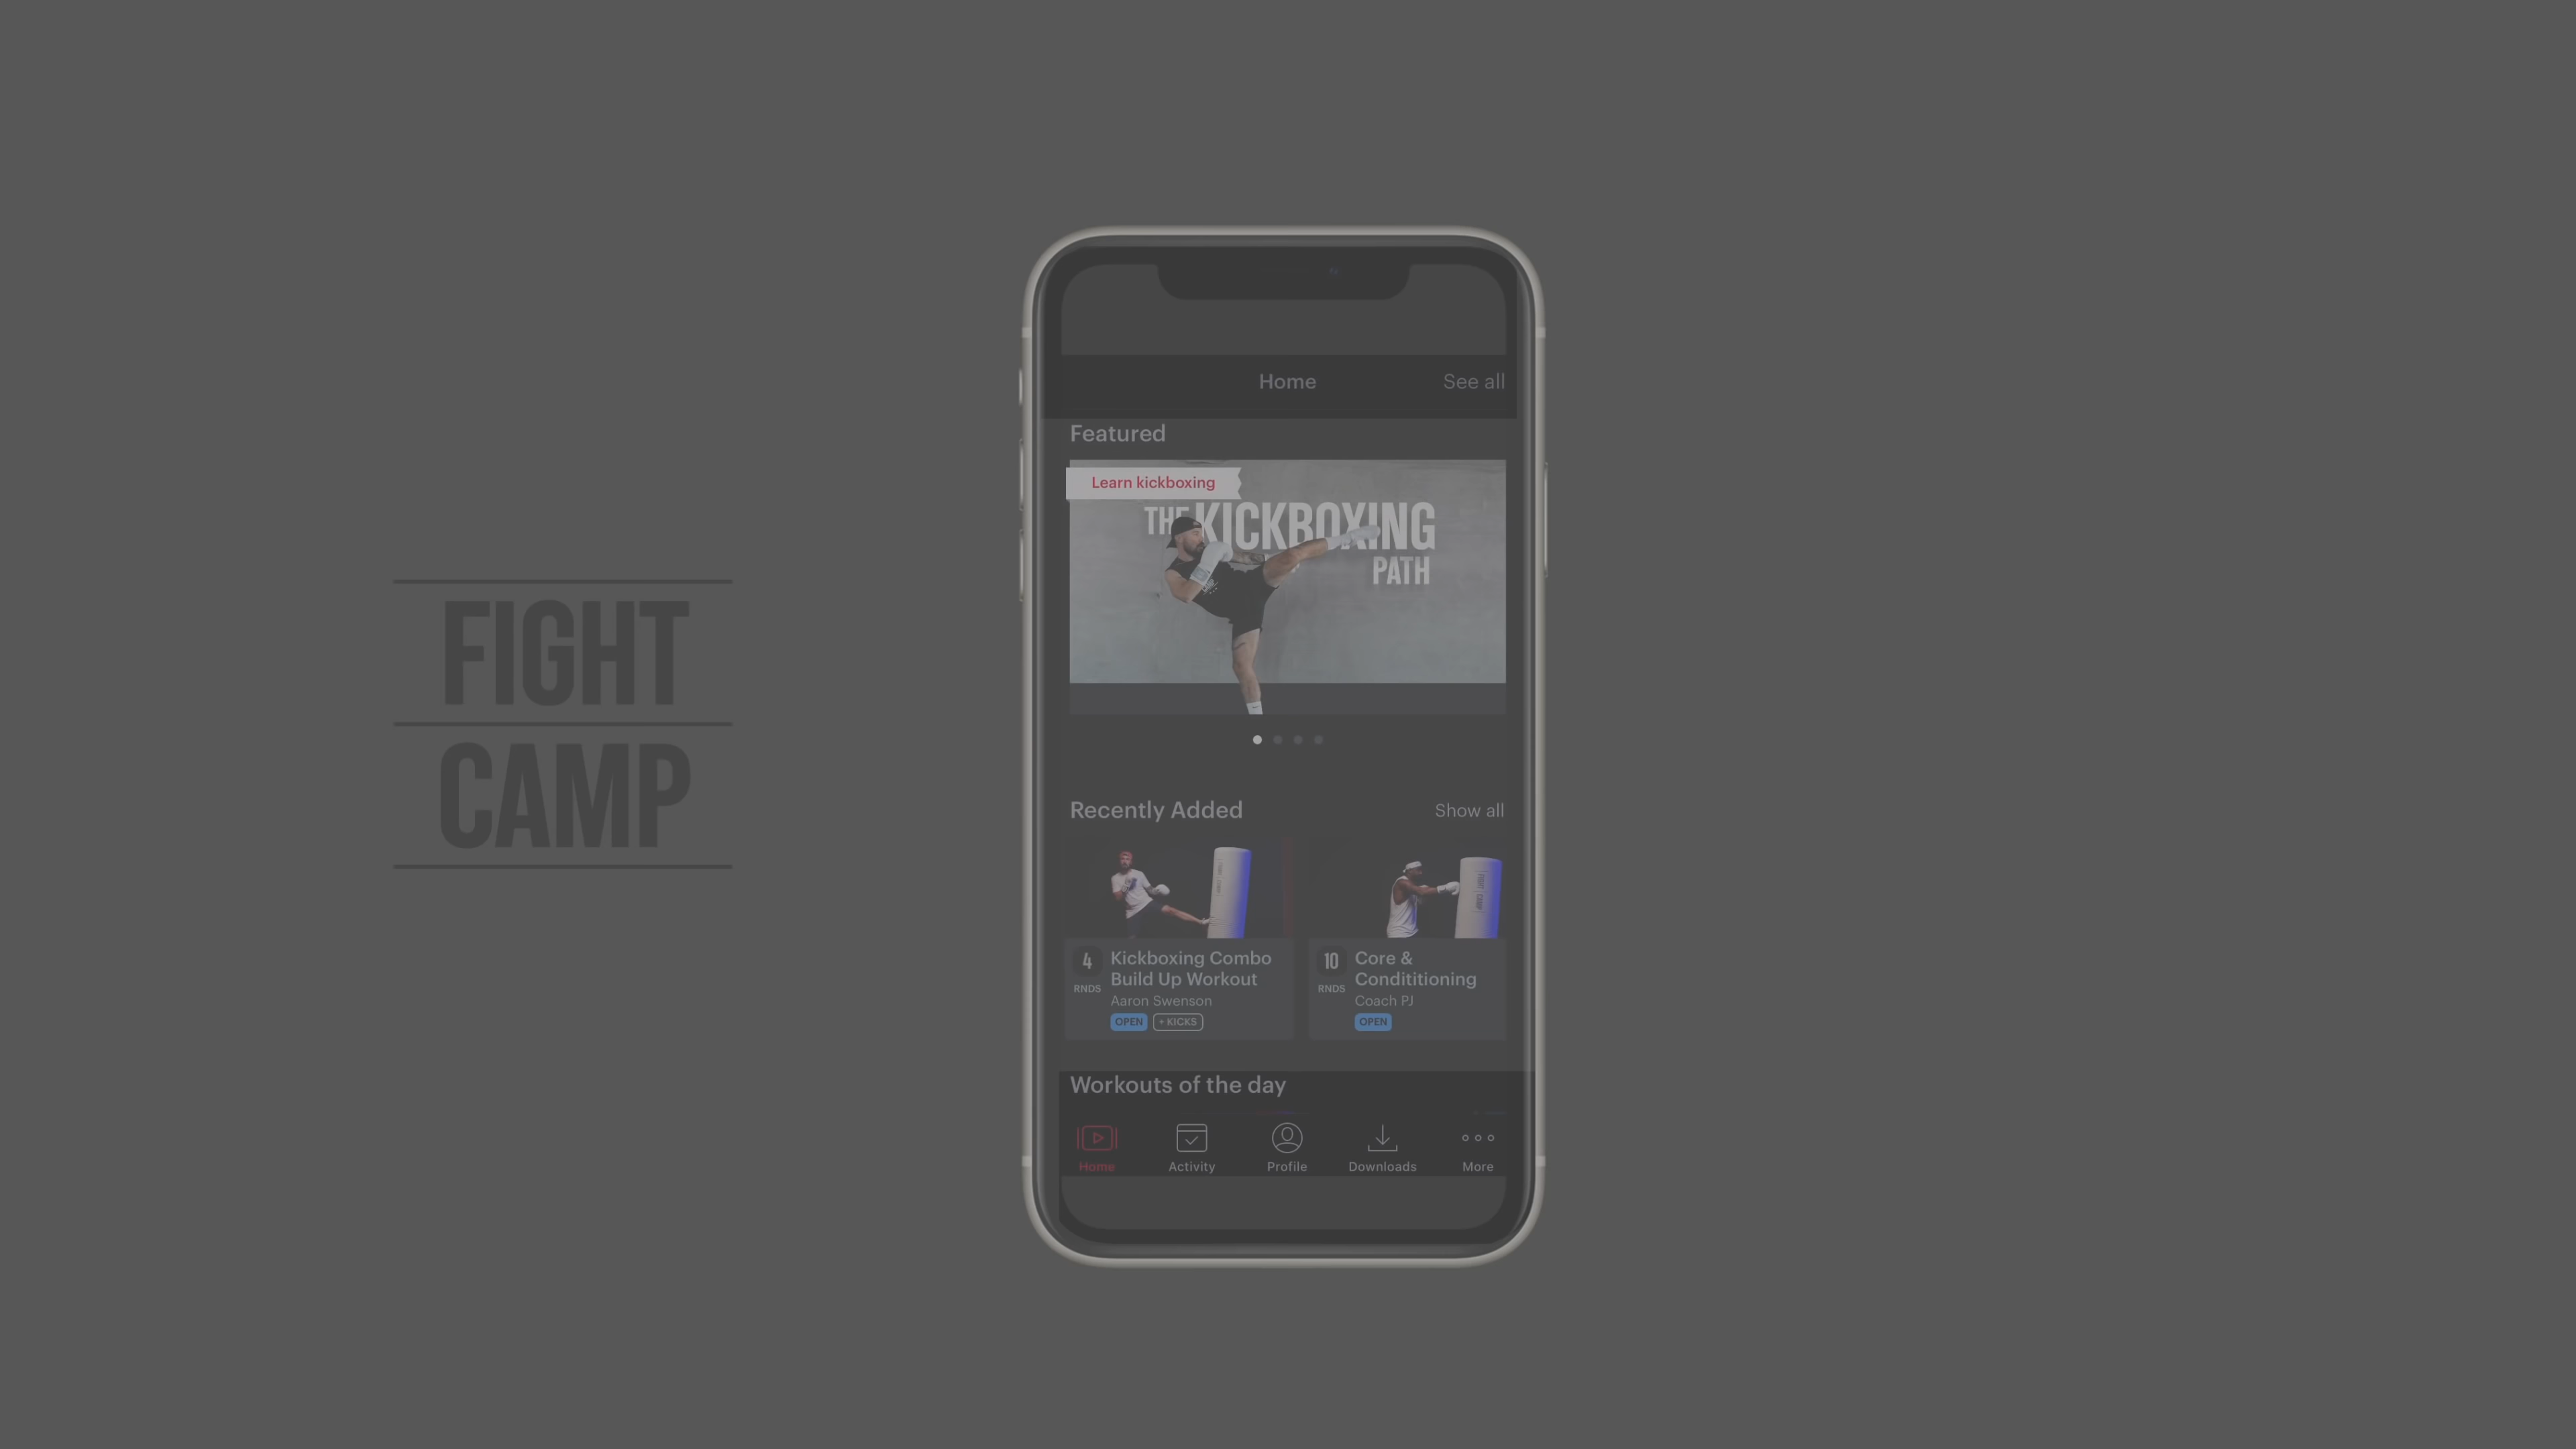 FIGHT
CAMP
Home
See all
Featured
Learn kickboxing
THE KICKBOXING
PATH
Recently Added
Show all
4
RNDS
Kickboxing Combo
Build Up Workout
Aaron Swenson
OPEN
+ KICKS
10
RNDS
Core &
Condititioning
Coach PJ
OPEN
Workouts of the day
Home
Activity
Profile
Downloads
More